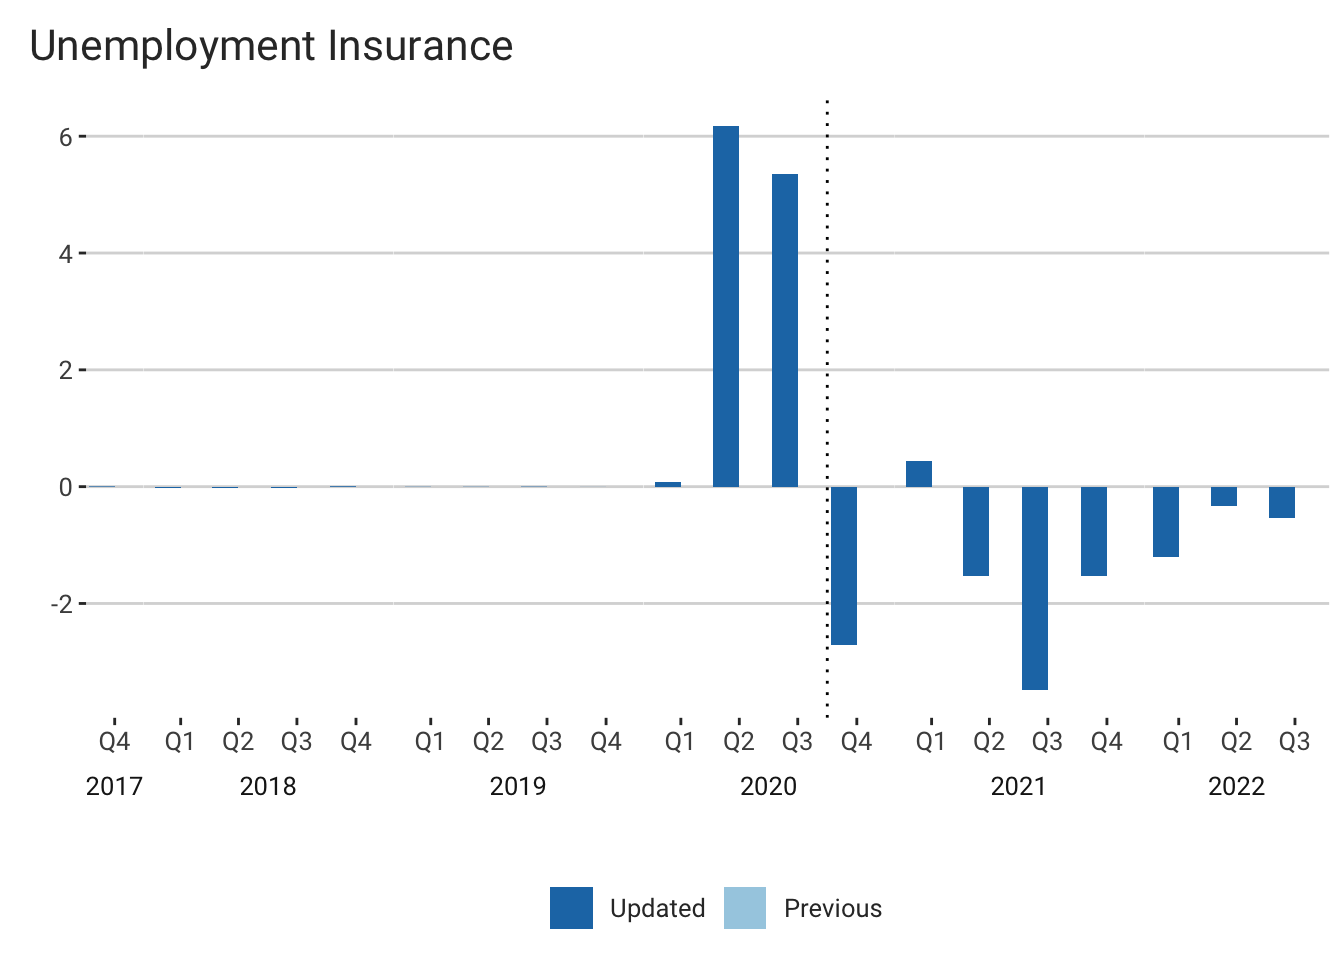 Unemployment Insurance
6
4
2
0
-2
Q4 Q1 Q2 Q3 Q4 Q1 Q2 Q3 Q4 Q1 Q2 Q3 Q4 Q1 Q2 Q3 Q4 Q1 Q2 Q3
2017 2018 2019 2020 2021 2022
Updated Previous